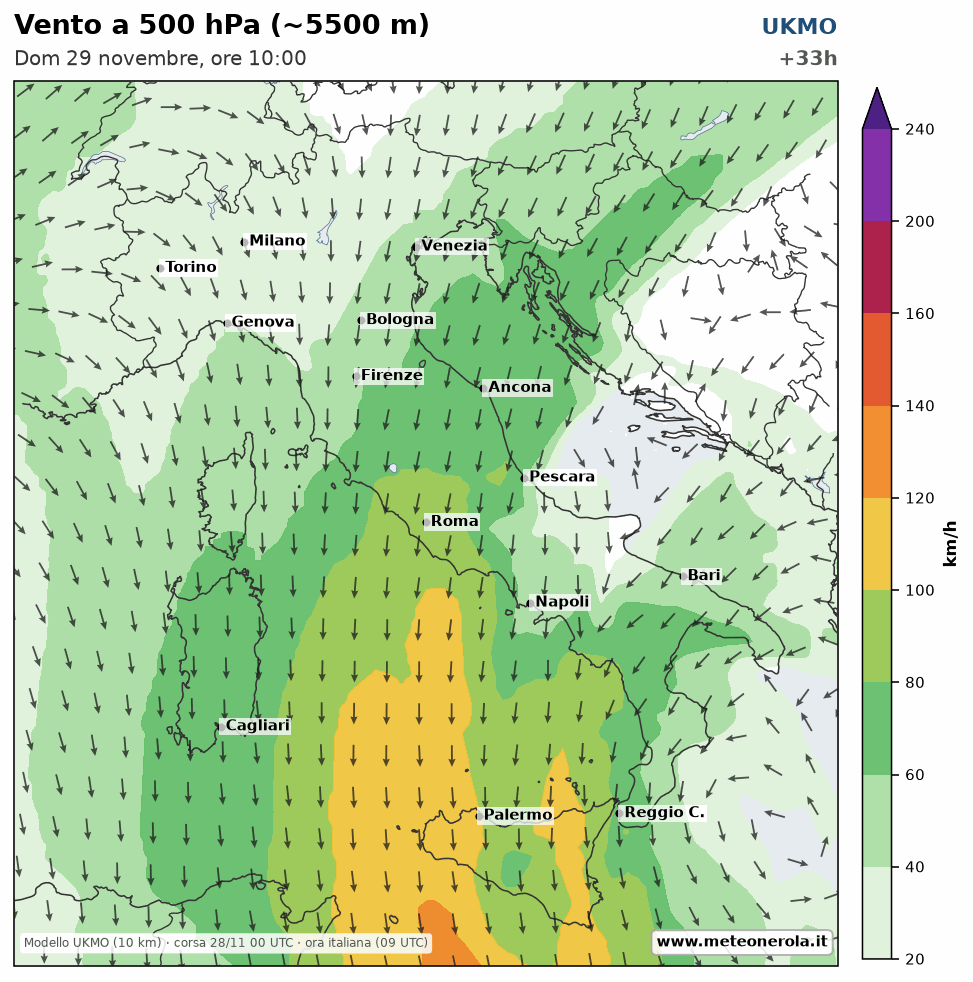 Vento a 500 hPa (~5500 m)
UKMO
Dom 29 novembre, ore 10:00
+33h
240
200
160
140
120
100
80
60
40
20
km/h
Milano
Venezia
Torino
Genova
Bologna
Firenze
Ancona
Pescara
Roma
Bari
Napoli
Cagliari
Palermo
Reggio C.
Modello UKMO (10 km) · corsa 28/11 00 UTC · ora italiana (09 UTC)
www.meteonerola.it